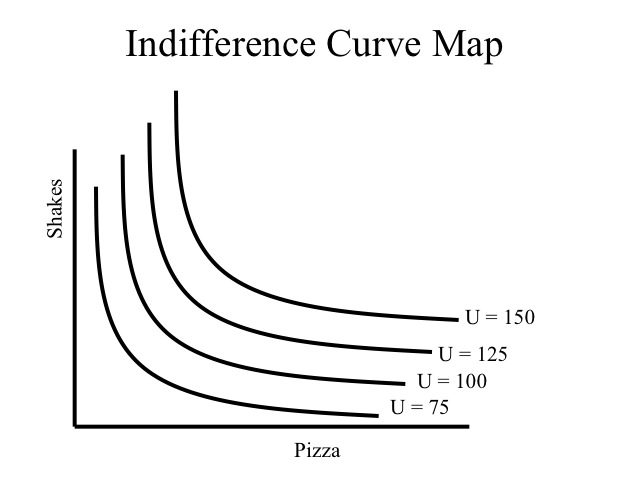 Indifference Curve Map
Shakes
U = 150
U = 125
U = 100
U = 75
Pizza